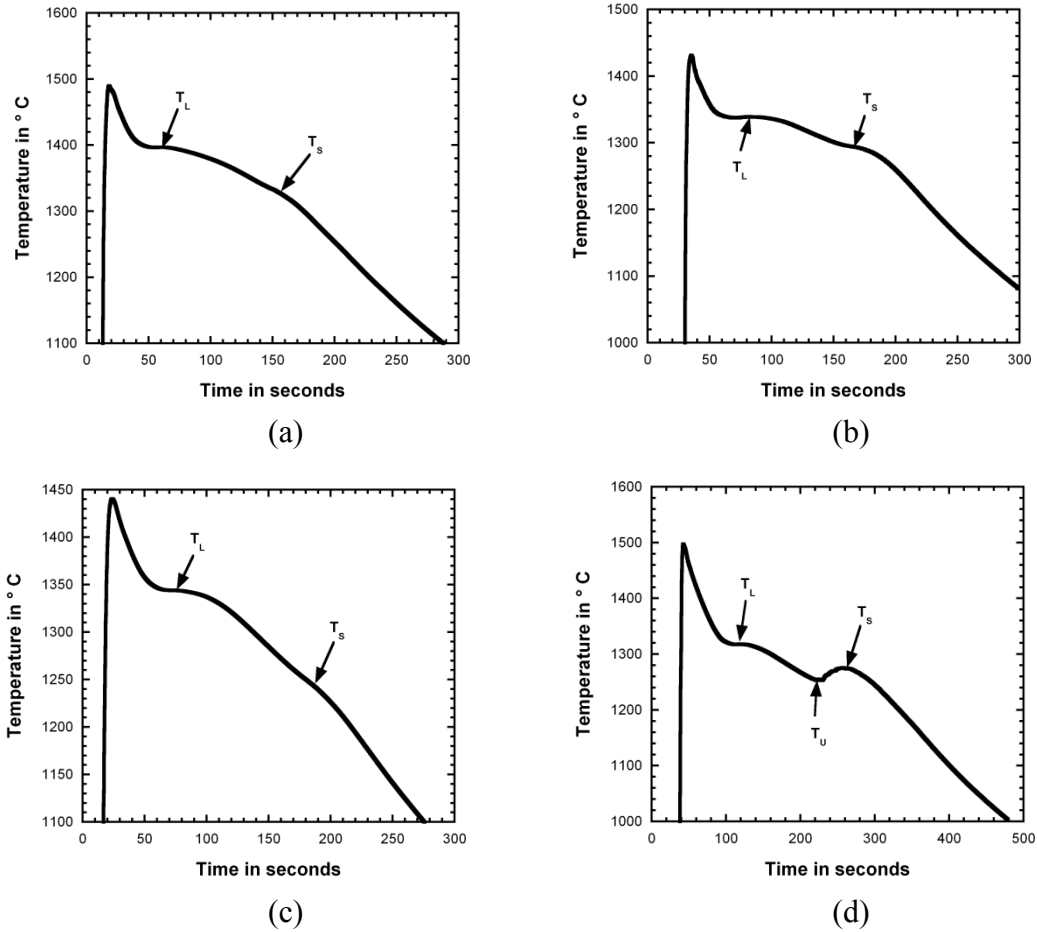 1600
1500
1400
1300
1200
1100
0 50 100 150 200 250 300
Temperature in ° C
Time in seconds
T_L
T_S
(a)
1500
1400
1300
1200
1100
1000
0 50 100 150 200 250 300
Temperature in ° C
Time in seconds
T_S
T_L
(b)
1450
1400
1350
1300
1250
1200
1150
1100
0 50 100 150 200 250 300
Temperature in ° C
Time in seconds
T_L
T_S
(c)
1600
1500
1400
1300
1200
1100
1000
0 100 200 300 400 500
Temperature in ° C
Time in seconds
T_L
T_S
T_U
(d)